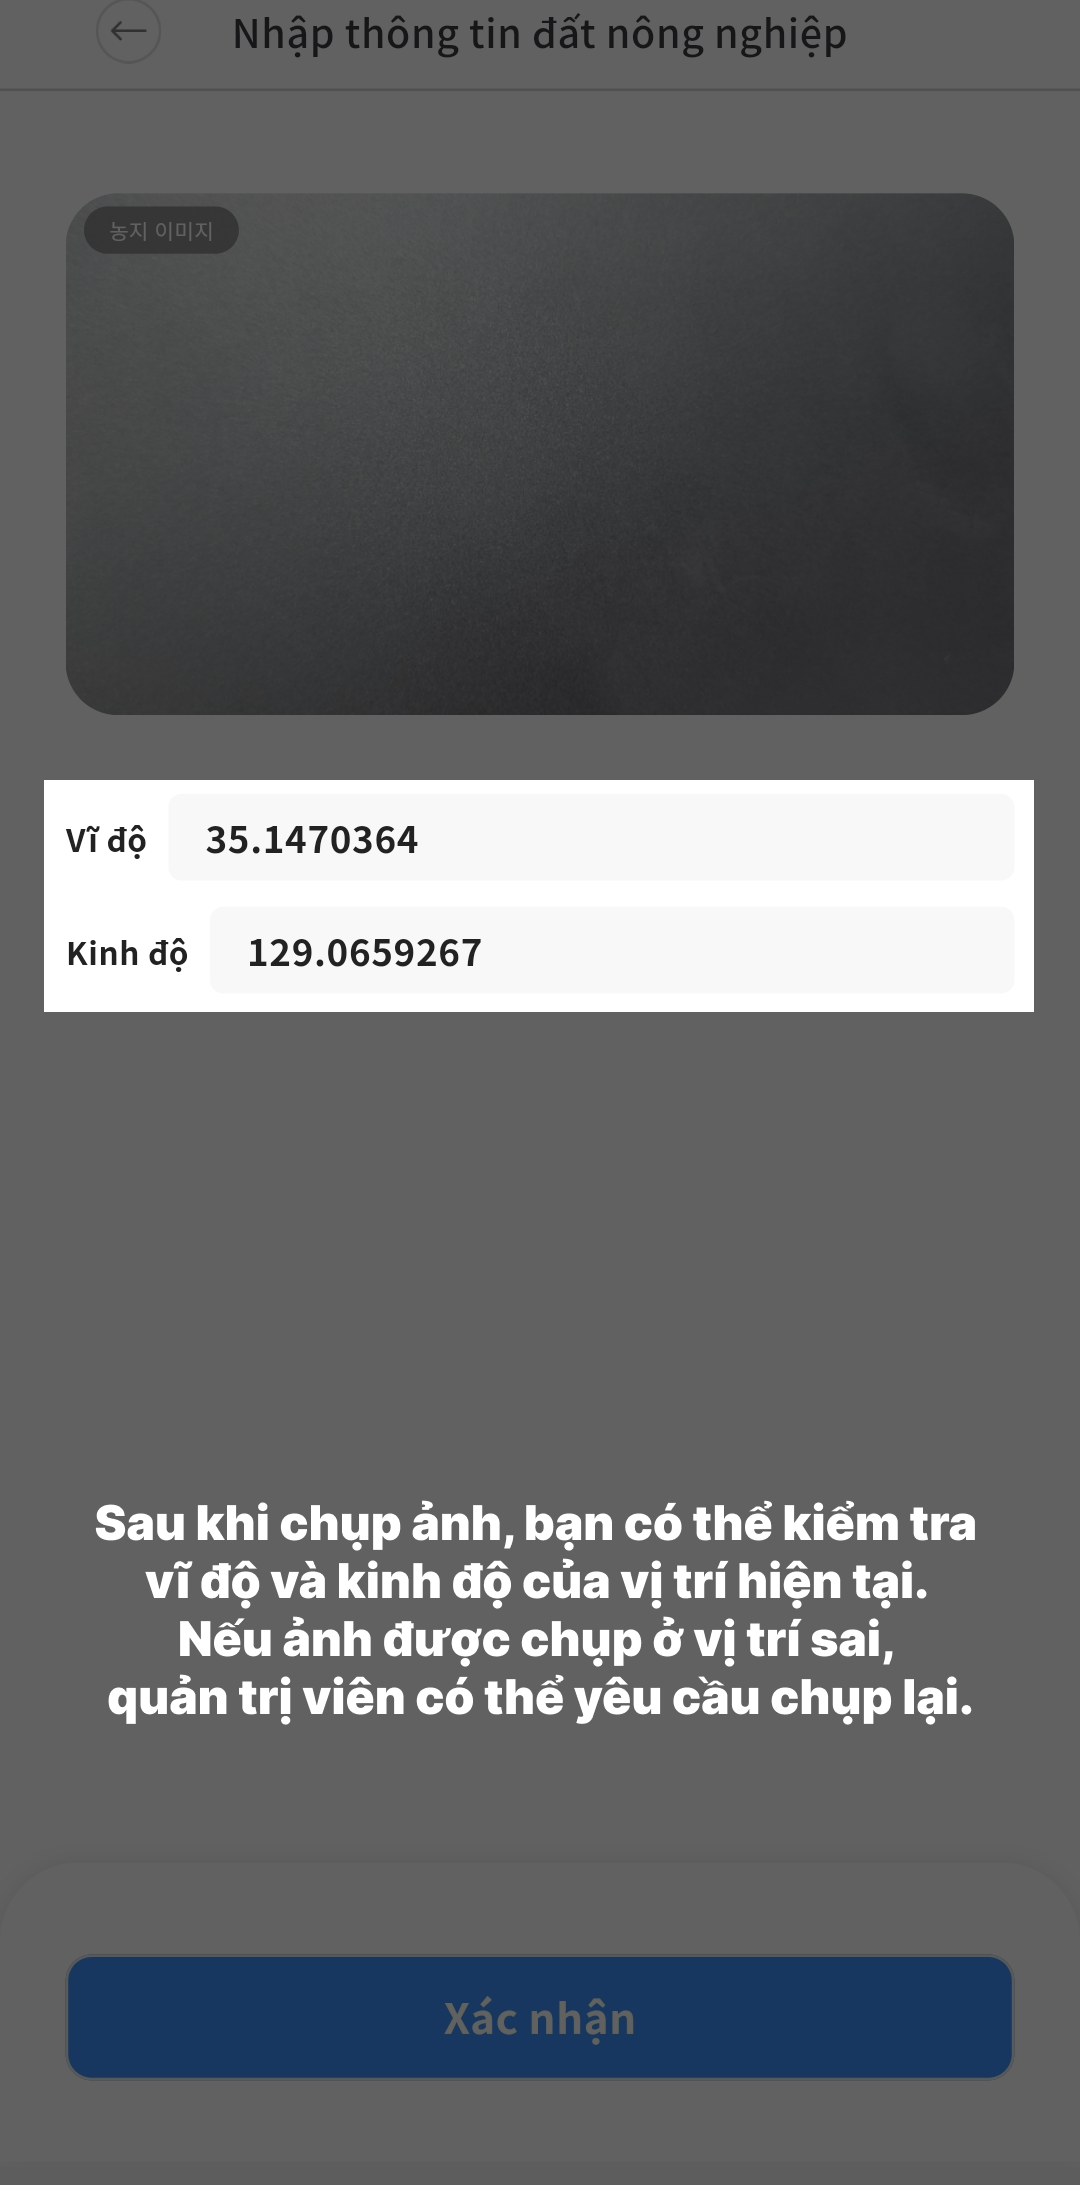 Nhập thông tin đất nông nghiệp
농지 이미지
Vĩ độ 35.1470364
Kinh độ 129.0659267
Sau khi chụp ảnh, bạn có thể kiểm tra
vĩ độ và kinh độ của vị trí hiện tại.
Nếu ảnh được chụp ở vị trí sai,
quản trị viên có thể yêu cầu chụp lại.
Xác nhận